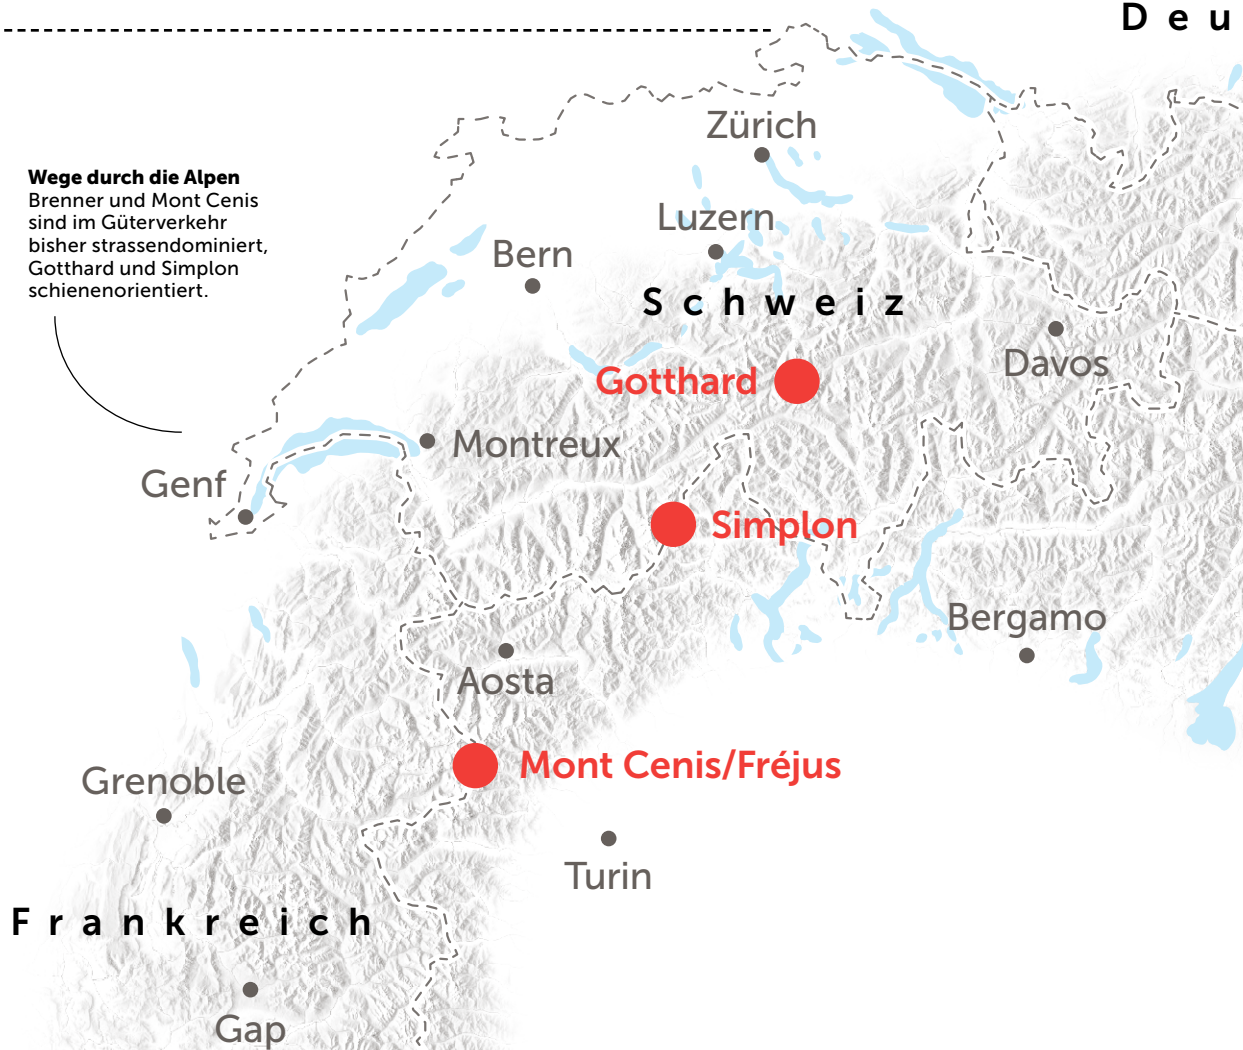 Deu
Zürich
Wege durch die Alpen
Brenner und Mont Cenis
sind im Güterverkehr
bisher strassendominiert,
Gotthard und Simplon
schienenorientiert.
Luzern
Bern
Schweiz
Davos
Gotthard
Montreux
Genf
Simplon
Bergamo
Aosta
Mont Cenis/Fréjus
Grenoble
Turin
Frankreich
Gap